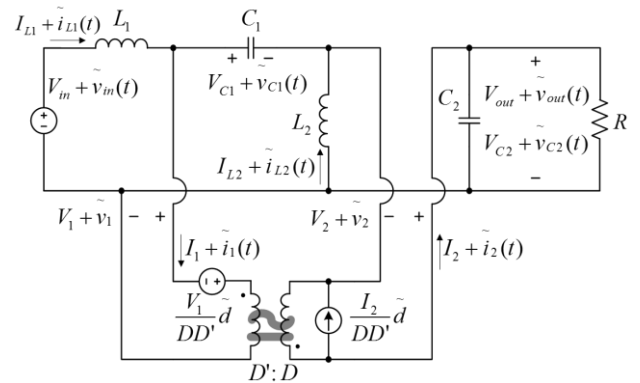 I_{L1} + ĩ_{L1}(t)
L_1
C_1
+ −
V_{in} + ṽ_{in}(t)
V_{C1} + ṽ_{C1}(t)
L_2
I_{L2} + ĩ_{L2}(t)
C_2
+
V_{out} + ṽ_{out}(t)
V_{C2} + ṽ_{C2}(t)
−
R
V_1 + ṽ_1 − +
V_2 + ṽ_2 − +
I_1 + ĩ_1(t)
I_2 + ĩ_2(t)
\frac{V_1}{DD'} d̃
\frac{I_2}{DD'} d̃
D' : D